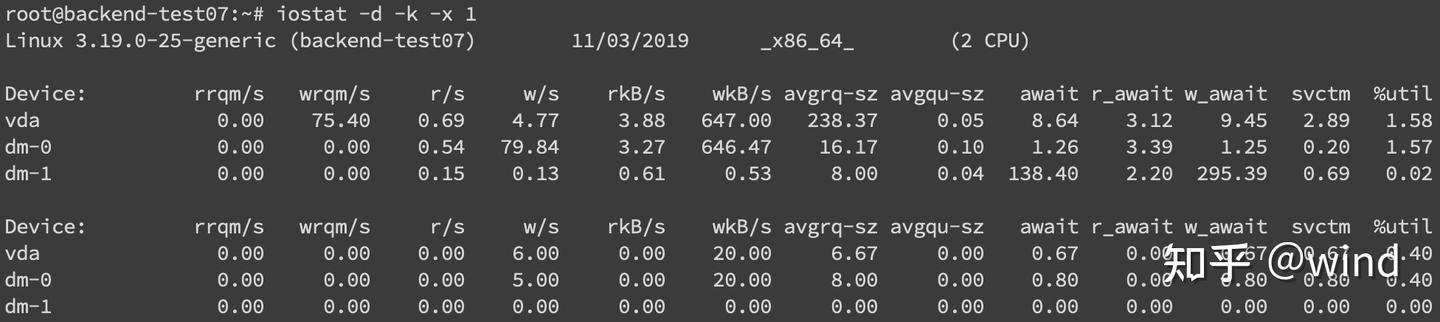 root@backend-test07:~# iostat -d -k -x 1
Linux 3.19.0-25-generic (backend-test07) 11/03/2019 _x86_64_ (2 CPU)
Device: rrqm/s wrqm/s r/s w/s rkB/s wkB/s avgrq-sz avgqu-sz await r_await w_await svctm %util
vda 0.00 75.40 0.69 4.77 3.88 647.00 238.37 0.05 8.64 3.12 9.45 2.89 1.58
dm-0 0.00 0.00 0.54 79.84 3.27 646.47 16.17 0.10 1.26 3.39 1.25 0.20 1.57
dm-1 0.00 0.00 0.15 0.13 0.61 0.53 8.00 0.04 138.40 2.20 295.39 0.69 0.02
Device: rrqm/s wrqm/s r/s w/s rkB/s wkB/s avgrq-sz avgqu-sz await r_await w_await svctm %util
vda 0.00 0.00 0.00 6.00 0.00 20.00 6.67 0.00 0.67 0.00 0.67 0.67 0.40
dm-0 0.00 0.00 0.00 5.00 0.00 20.00 8.00 0.00 0.80 0.00 0.80 0.80 0.40
dm-1 0.00 0.00 0.00 0.00 0.00 0.00 0.00 0.00 0.00 0.00 0.00 0.00 0.00
知乎 @wind